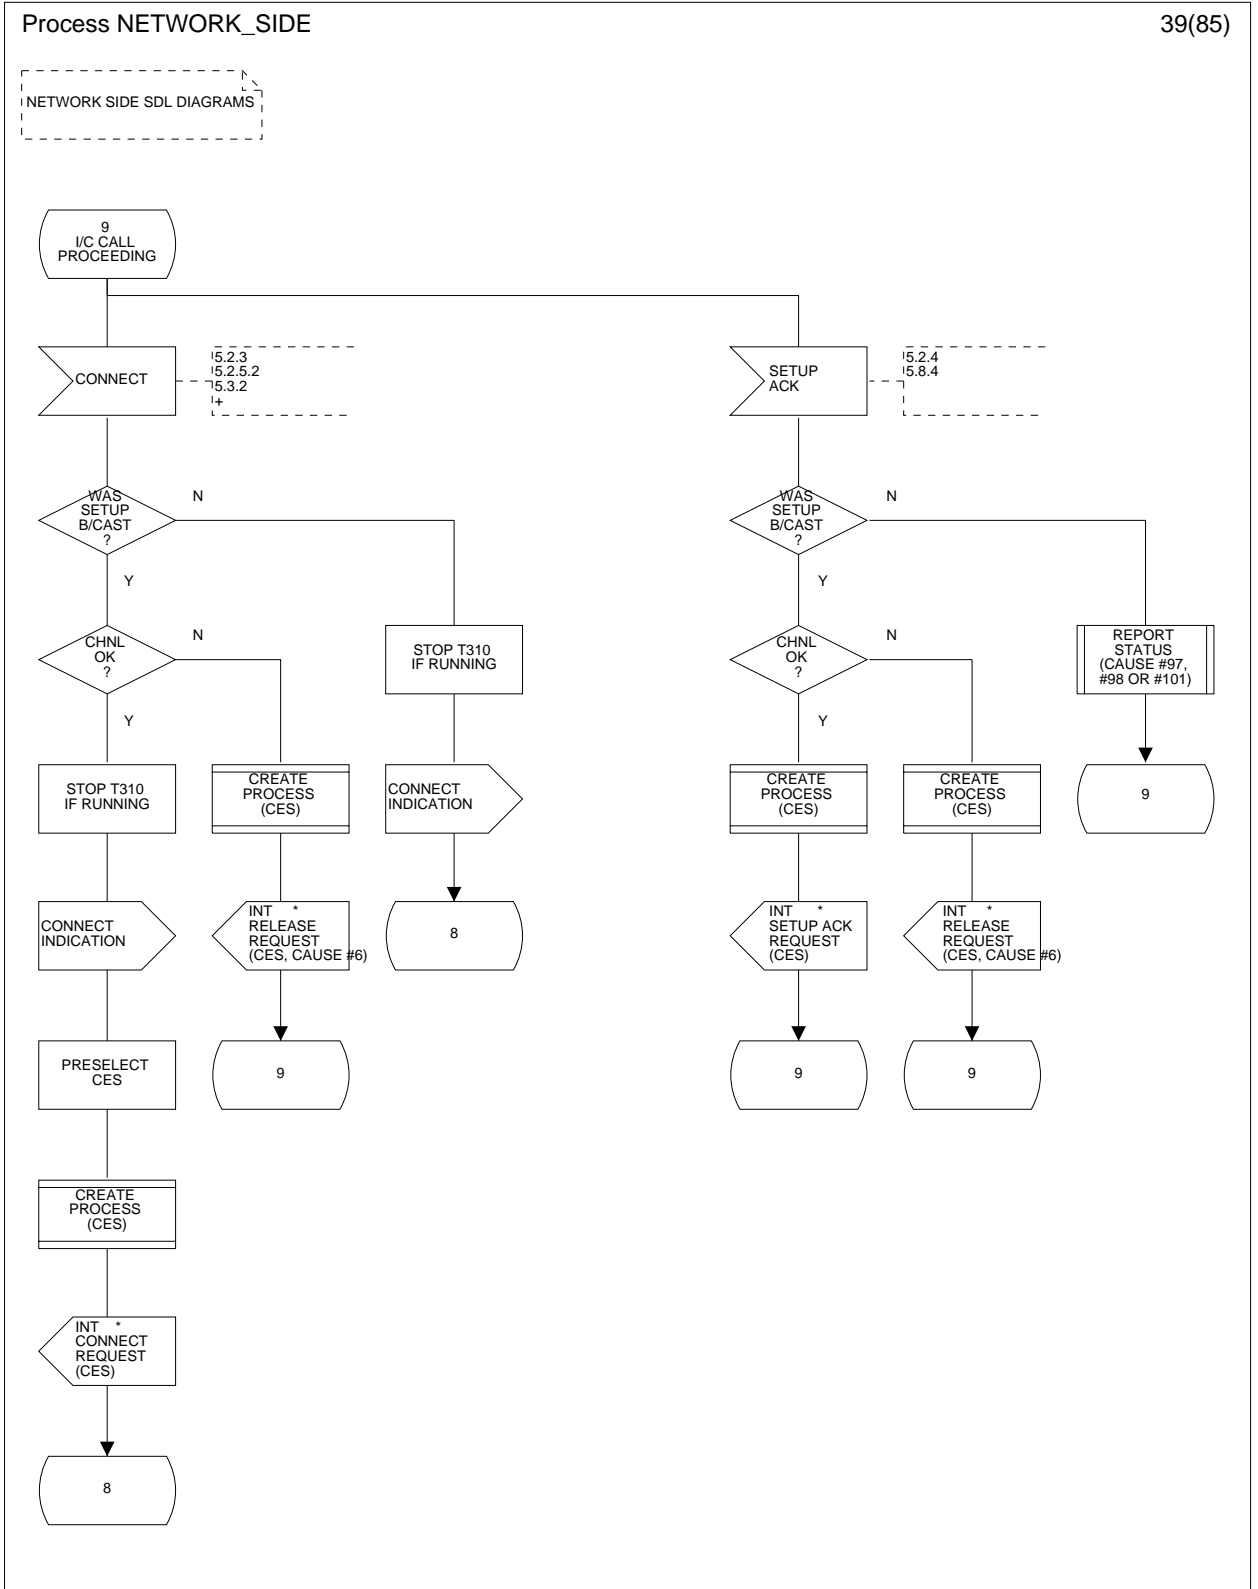 Process NETWORK_SIDE
39(85)
NETWORK SIDE SDL DIAGRAMS
9
I/C CALL
PROCEEDING
CONNECT
5.2.3
5.2.5.2
5.3.2
+
SETUP
ACK
5.2.4
5.8.4
WAS
SETUP
B/CAST
?
N
Y
WAS
SETUP
B/CAST
?
N
Y
CHNL
OK
?
N
Y
STOP T310
IF RUNNING
CHNL
OK
?
N
Y
REPORT
STATUS
(CAUSE #97,
#98 OR #101)
STOP T310
IF RUNNING
CREATE
PROCESS
(CES)
CONNECT
INDICATION
CREATE
PROCESS
(CES)
CREATE
PROCESS
(CES)
9
CONNECT
INDICATION
INT *
RELEASE
REQUEST
(CES, CAUSE #6)
8
INT *
SETUP ACK
REQUEST
(CES)
INT *
RELEASE
REQUEST
(CES, CAUSE #6)
PRESELECT
CES
9
9
9
CREATE
PROCESS
(CES)
INT *
CONNECT
REQUEST
(CES)
8